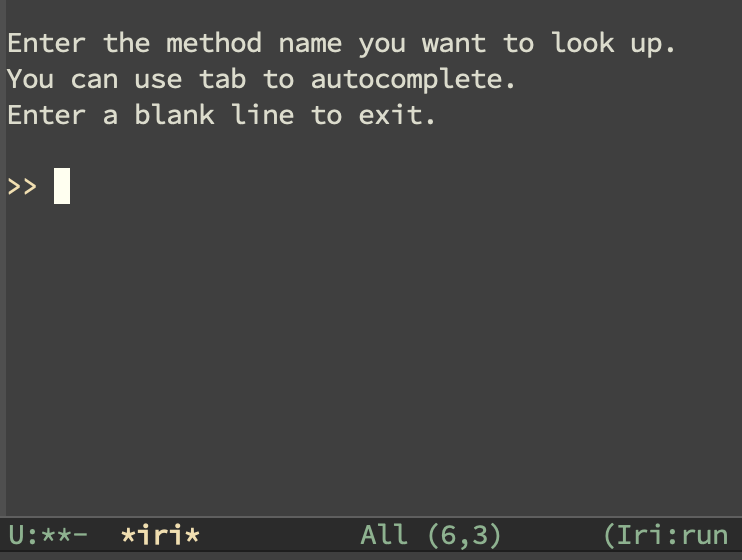 Enter the method name you want to look up.
You can use tab to autocomplete.
Enter a blank line to exit.
>>
U:**-  *iri*          All (6,3)      (Iri:run